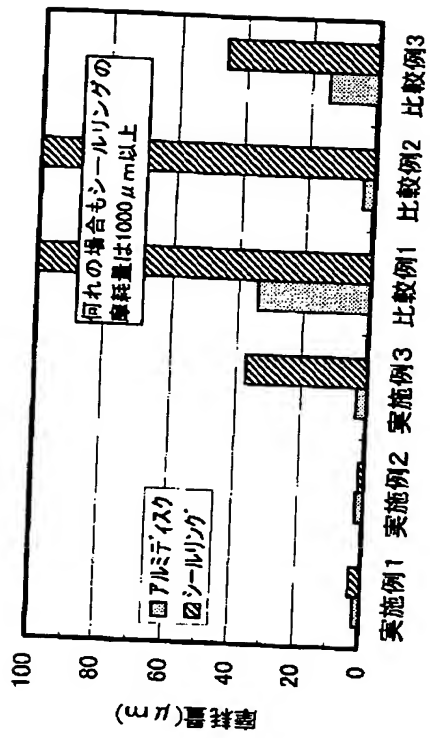 摩耗量(μm)
100
80
60
40
20
0
アルミディスク
シールリング
何れの場合もシールリングの
摩耗量は1000μm以上
実施例1 実施例2 実施例3 比較例1 比較例2 比較例3